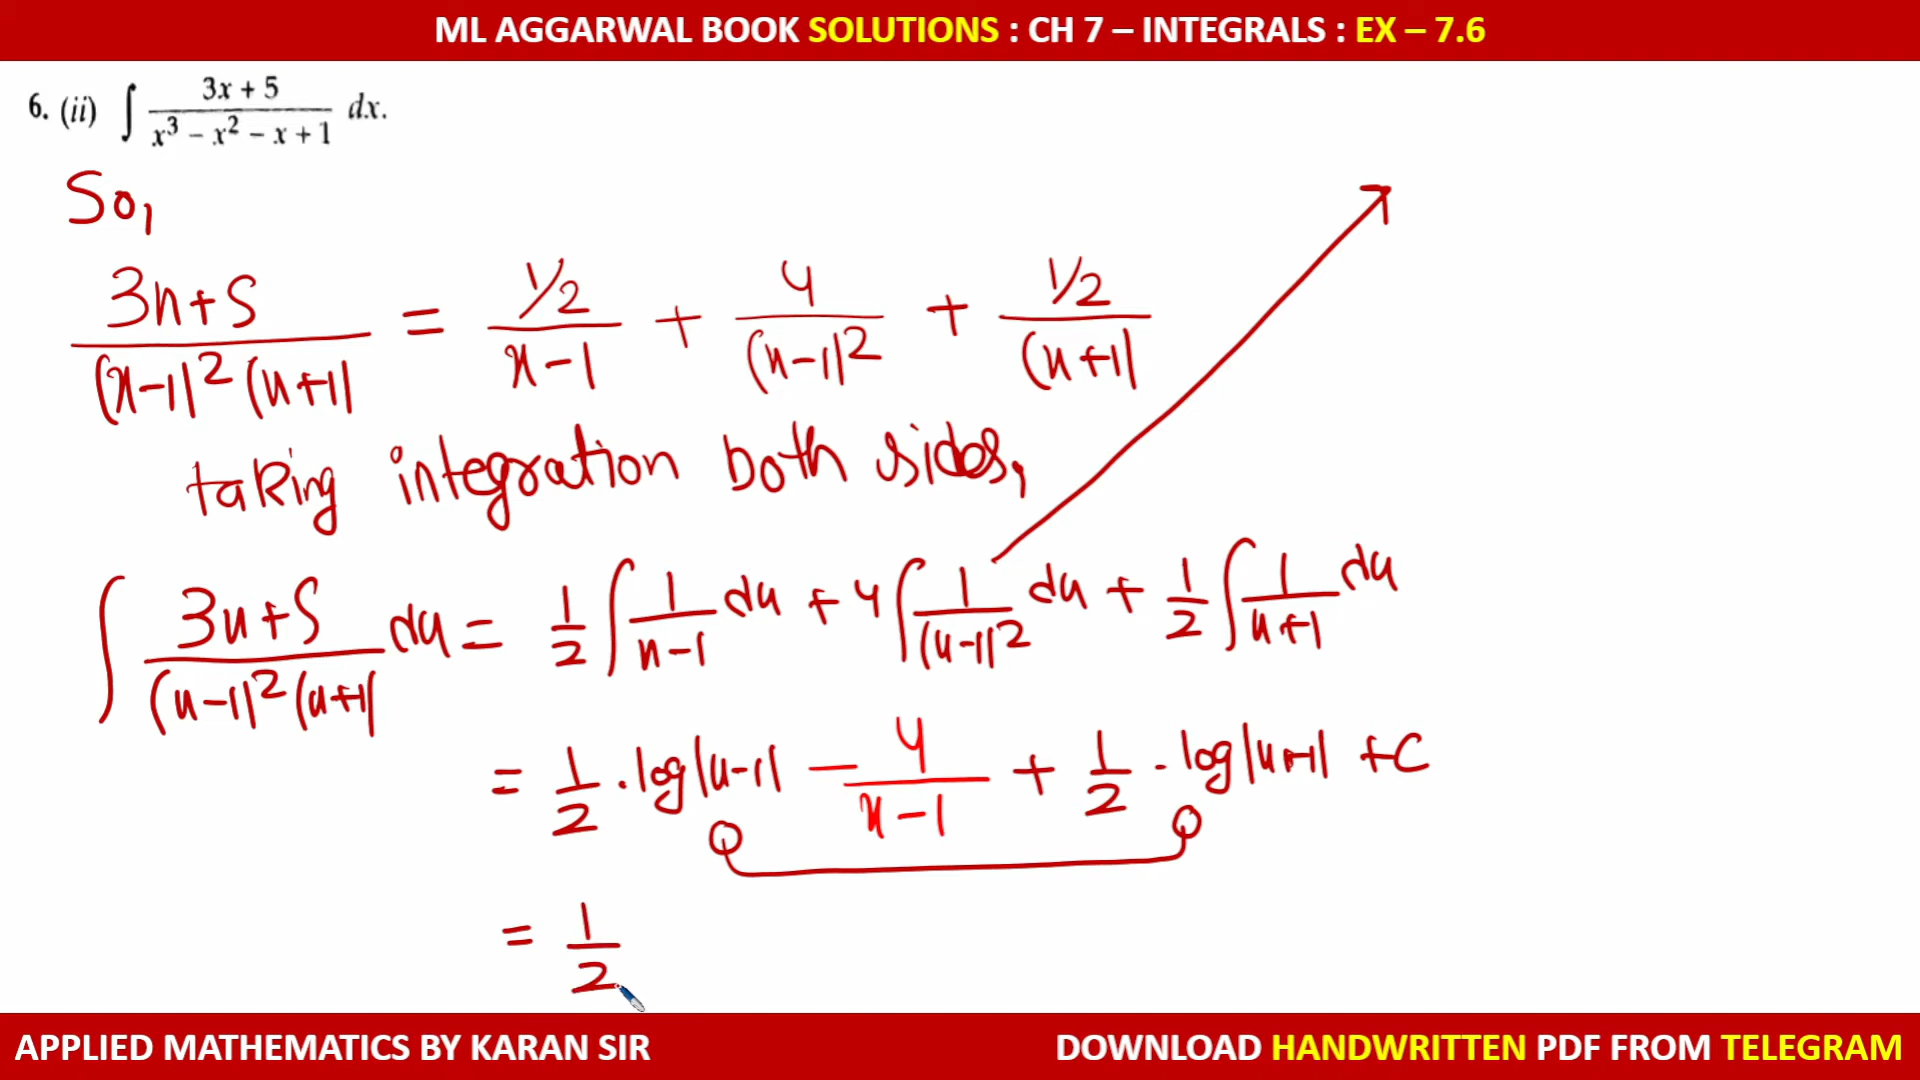 ML AGGARWAL BOOK SOLUTIONS : CH 7 – INTEGRALS : EX – 7.6
6. (ii) ∫ (3x + 5)/(x³ – x² – x + 1) dx.
So,
(3x+5)/((x-1)²(x+1)) = (1/2)/(x-1) + 4/(x-1)² + (1/2)/(x+1)
taking integration both sides,
∫ (3x+5)/((x-1)²(x+1)) dx = 1/2 ∫ 1/(x-1) dx + 4 ∫ 1/(x-1)² dx + 1/2 ∫ 1/(x+1) dx
= 1/2 . log|x-1| - 4/(x-1) + 1/2 . log|x+1| + C
= 1/2
APPLIED MATHEMATICS BY KARAN SIR
DOWNLOAD HANDWRITTEN PDF FROM TELEGRAM